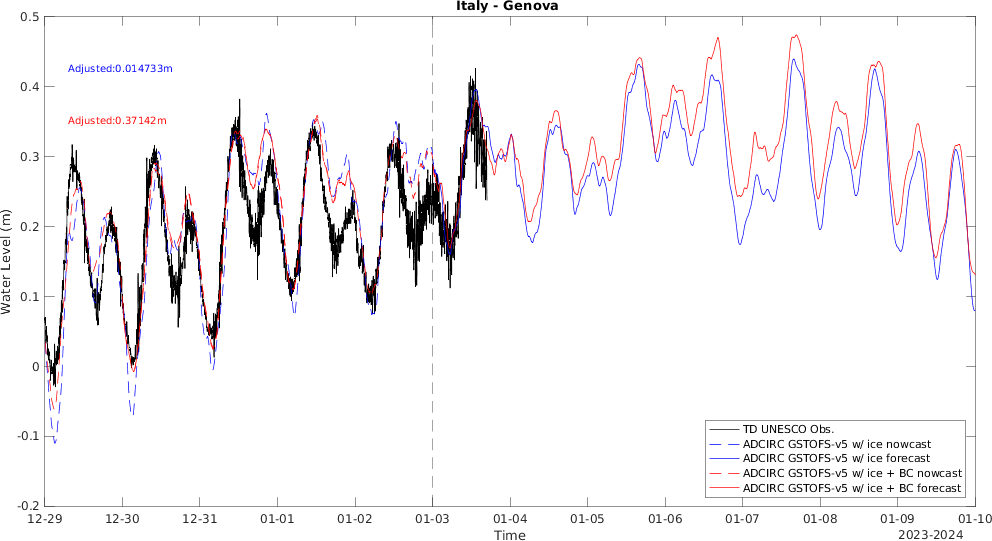 Italy - Genova
0.5
Adjusted:0.014733m
0.4
Adjusted:0.37142m
0.3
0.2
Water Level (m)
0.1
0
-0.1
-0.2
TD UNESCO Obs.
ADCIRC GSTOFS-v5 w/ ice nowcast
ADCIRC GSTOFS-v5 w/ ice forecast
ADCIRC GSTOFS-v5 w/ ice + BC nowcast
ADCIRC GSTOFS-v5 w/ ice + BC forecast
12-29 12-30 12-31 01-01 01-02 01-03 01-04 01-05 01-06 01-07 01-08 01-09 01-10
Time
2023-2024